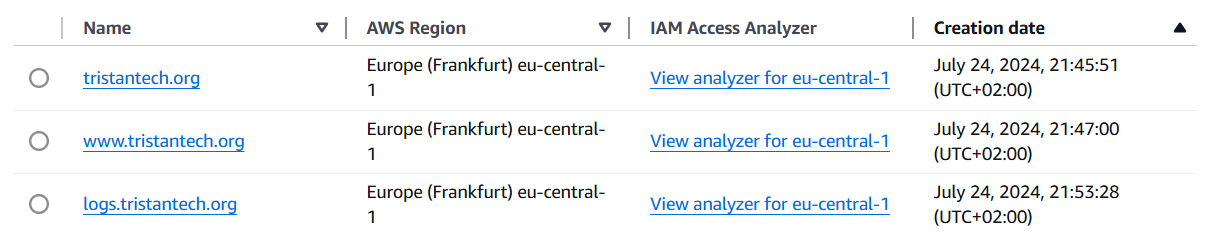 Name AWS Region IAM Access Analyzer Creation date
tristantech.org Europe (Frankfurt) eu-central-1 View analyzer for eu-central-1 July 24, 2024, 21:45:51 (UTC+02:00)
www.tristantech.org Europe (Frankfurt) eu-central-1 View analyzer for eu-central-1 July 24, 2024, 21:47:00 (UTC+02:00)
logs.tristantech.org Europe (Frankfurt) eu-central-1 View analyzer for eu-central-1 July 24, 2024, 21:53:28 (UTC+02:00)